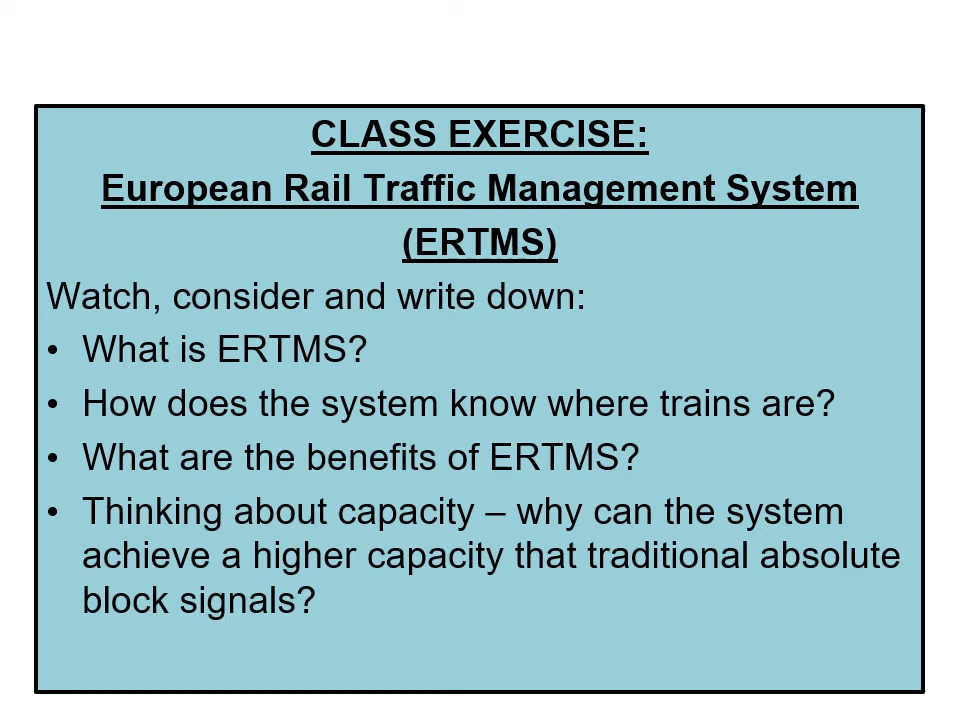 CLASS EXERCISE:
European Rail Traffic Management System
(ERTMS)
Watch, consider and write down:
• What is ERTMS?
• How does the system know where trains are?
• What are the benefits of ERTMS?
• Thinking about capacity – why can the system
achieve a higher capacity that traditional absolute
block signals?